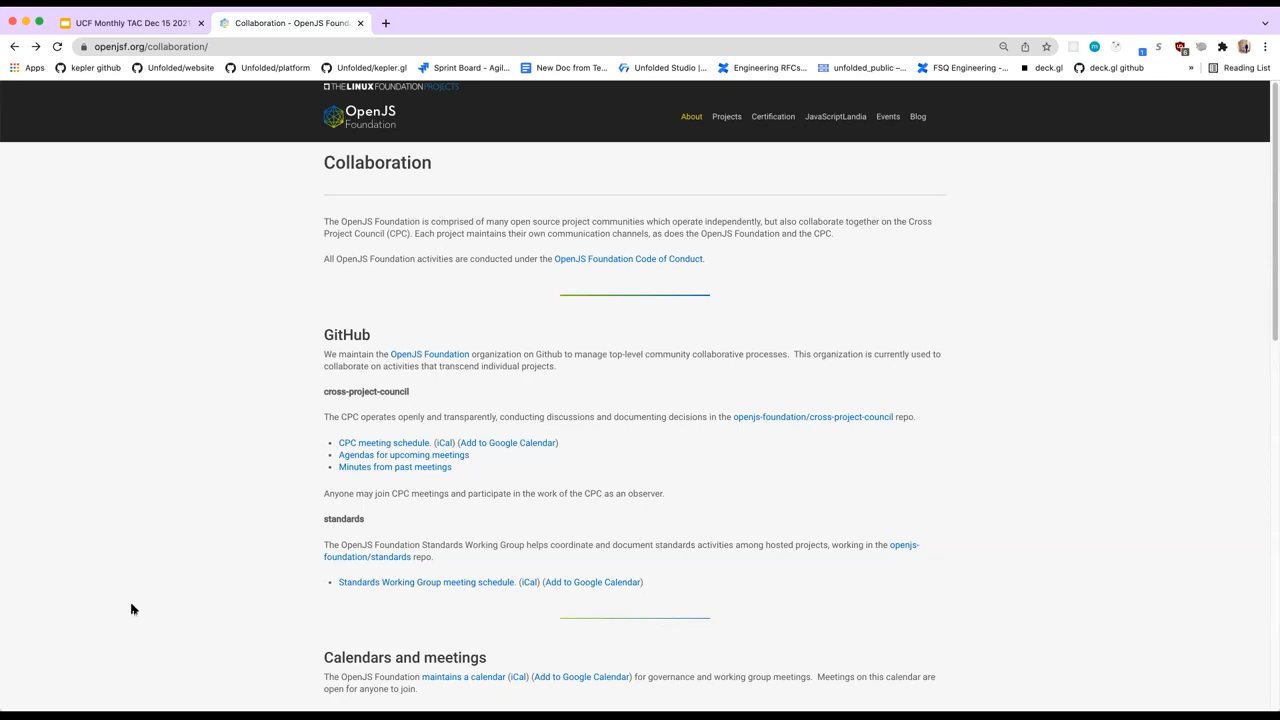 UCF Monthly TAC Dec 15 2021
Collaboration - OpenJS Found
openjsf.org/collaboration/
Apps
kepler github
Unfolded/website
Unfolded/platform
Unfolded/kepler.gl
Sprint Board - Agil...
New Doc from Te...
Unfolded Studio |...
Engineering RFCs...
unfolded_public –...
FSQ Engineering -...
deck.gl
deck.gl github
»
Reading List
THE LINUX FOUNDATION PROJECTS
OpenJS
Foundation
About
Projects
Certification
JavaScriptLandia
Events
Blog
Collaboration
The OpenJS Foundation is comprised of many open source project communities which operate independently, but also collaborate together on the Cross
Project Council (CPC). Each project maintains their own communication channels, as does the OpenJS Foundation and the CPC.
All OpenJS Foundation activities are conducted under the OpenJS Foundation Code of Conduct.
GitHub
We maintain the OpenJS Foundation organization on Github to manage top-level community collaborative processes.  This organization is currently used to
collaborate on activities that transcend individual projects.
cross-project-council
The CPC operates openly and transparently, conducting discussions and documenting decisions in the openjs-foundation/cross-project-council repo.
• CPC meeting schedule. (iCal) (Add to Google Calendar)
• Agendas for upcoming meetings
• Minutes from past meetings
Anyone may join CPC meetings and participate in the work of the CPC as an observer.
standards
The OpenJS Foundation Standards Working Group helps coordinate and document standards activities among hosted projects, working in the openjs-
foundation/standards repo.
• Standards Working Group meeting schedule. (iCal) (Add to Google Calendar)
Calendars and meetings
The OpenJS Foundation maintains a calendar (iCal) (Add to Google Calendar) for governance and working group meetings.  Meetings on this calendar are
open for anyone to join.